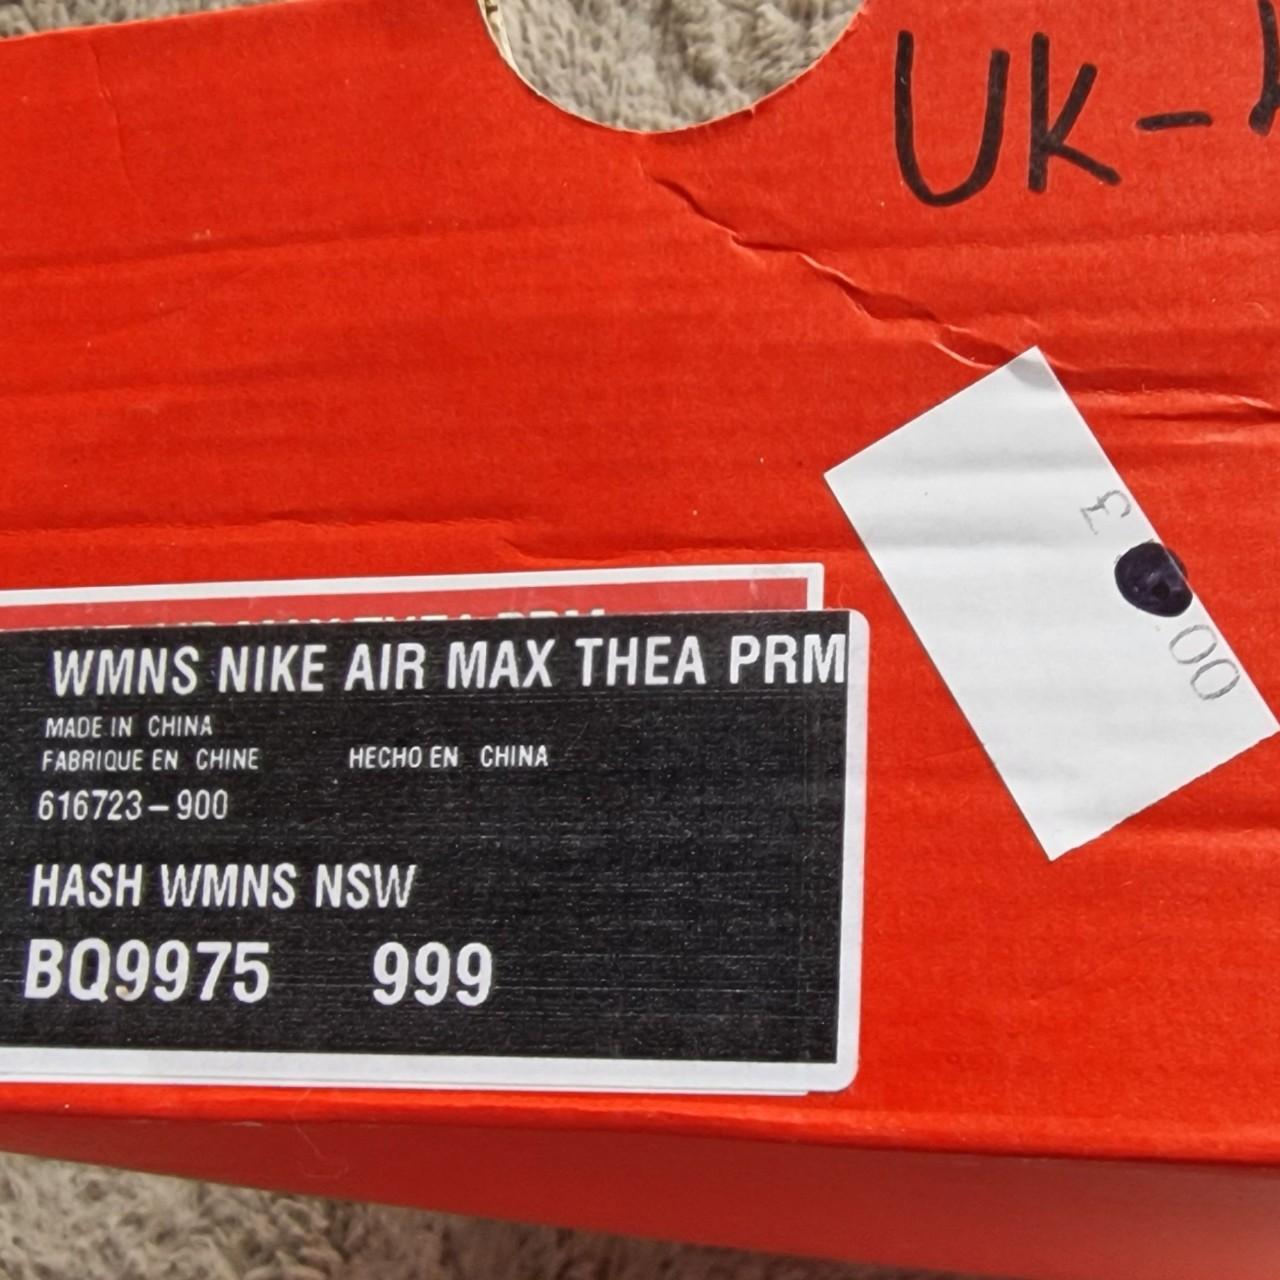 UK-
£ .00
WMNS NIKE AIR MAX THEA PRM
MADE IN CHINA
FABRIQUE EN CHINE HECHO EN CHINA
616723-900
HASH WMNS NSW
BQ9975 999